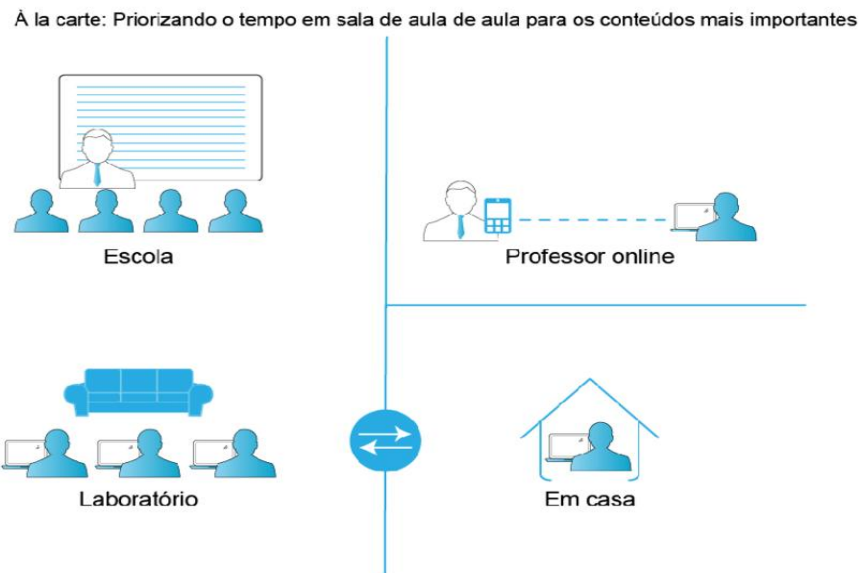 À la carte: Priorizando o tempo em sala de aula de aula para os conteúdos mais importantes
Escola
Professor online
Laboratório
Em casa